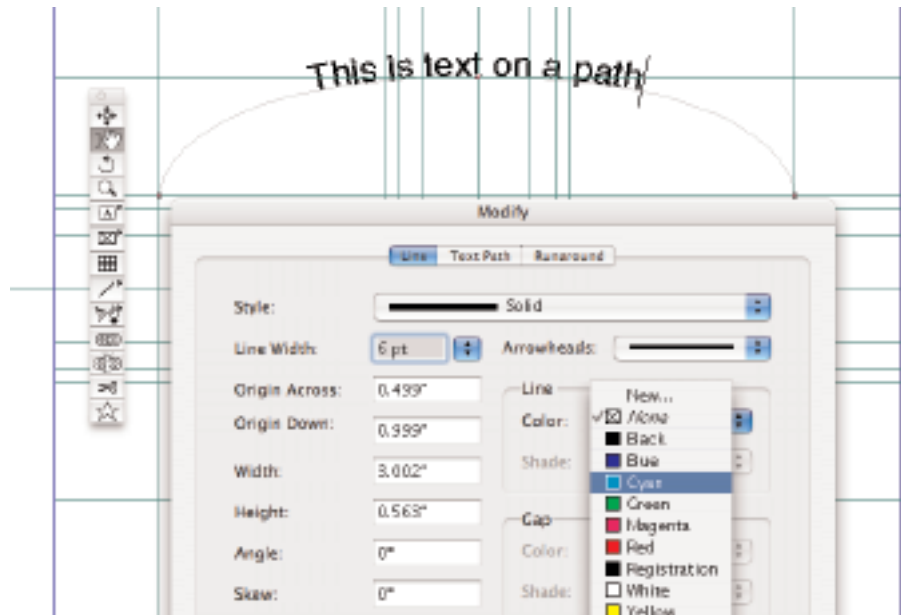 This is text on a path
Modify
Line Text Path Runaround
Style: Solid
Line Width: 6 pt Arrowheads:
Origin Across: 0.499"
Origin Down: 0.999"
Width: 3.002"
Height: 0.563"
Angle: 0°
Skew: 0°
Line
Color:
Shade:
Gap
Color:
Shade:
New...
None
Back
Blue
Cyan
Green
Magenta
Red
Registration
White
Yellow